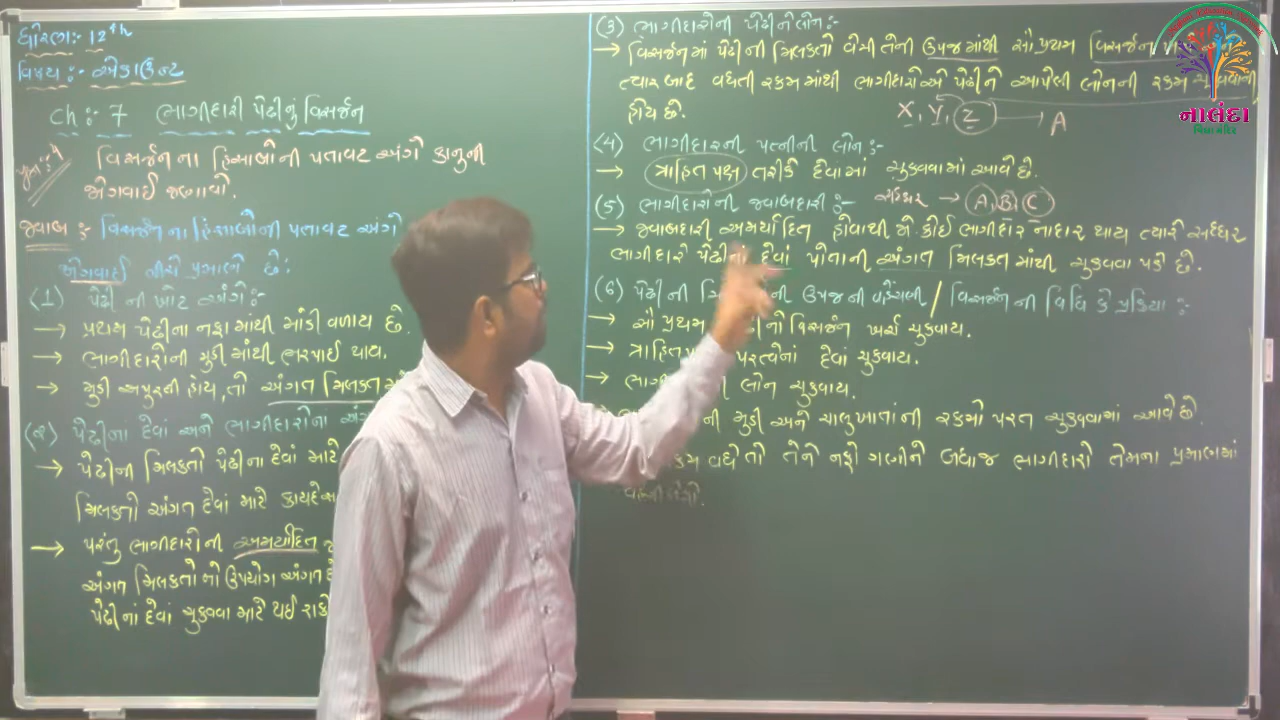 ધોરણ:- 12th
વિષય:- એકાઉન્ટ
ch:- 7 ભાગીદારી પેઢીનું વિસર્જન
વિસર્જનના હિસાબોની પતાવટ અંગે કાનુની
જોગવાઈ જણાવો.
જવાબ:- વિસર્જનના હિસાબોની પતાવટ અંગે
જોગવાઈ નીચે પ્રમાણે છે:
(1) પેઢી ની ખોટ અંગે:-
→ પ્રથમ પેઢીના નફામાંથી માંડી વળાય છે.
→ ભાગીદારોની મુડી માંથી ભરપાઈ થાય.
→ મુડી અપુરની હોય, તો અંગત મિલકત
(૨) પેઢીનાં દેવાં અને ભાગીદારોનાં
→ પેઢીની મિલકતો પેઢીના દેવાં માટે
મિલકતો અંગત દેવાં માટે
→ પરંતુ ભાગીદારોની અમર્યાદિત
અંગત મિલકતોનો ઉપયોગ અંગત
પેઢીનાં દેવાં ચુકવવા માટે થઈ શકે
(3) ભાગીદારોની પેઢીને લોન:-
→ વિસર્જનમાં પેઢીની મિલકતો વેચી તેની ઉપજમાંથી સૌ પ્રથમ વિસર્જન
ત્યાર બાદ વધતી રકમમાંથી ભાગીદારોએ પેઢીને આપેલી લોનની રકમ
હોય છે.
X, Y, Z → A
(4) ભાગીદારની પત્નીની લોન:-
→ ત્રાહિત પક્ષ તરીકે દેવામાં ચુકવવામાં આવે છે.
(5) ભાગીદારોની જવાબદારી:- → A, B, C
→ જવાબદારી અમર્યાદિત હોવાથી જો કોઈ ભાગીદાર નાદાર થાય ત્યારે સધ્ધર
ભાગીદારે પેઢીનાં દેવાં પોતાની અંગત મિલકતમાંથી ચુકવવા પડે છે.
(6) પેઢીની ઉપજની વહેંચણી / વિસર્જનની વિધિ કે પ્રક્રિયા:-
→ સૌ પ્રથમ વિસર્જન ખર્ચ ચુકવાય.
→ ત્રાહિત પરત્વેનાં દેવાં ચુકવાય.
→ લોન ચુકવાય.
ની મુડી અને ચાલુખાતાંની રકમો પરત ચુકવવામાં આવે છે.
વધે તો તેને નફો ગણીને બધાજ ભાગીદારો તેમના પ્રમાણમાં
નાલંદા
વિદ્યા મંદિર